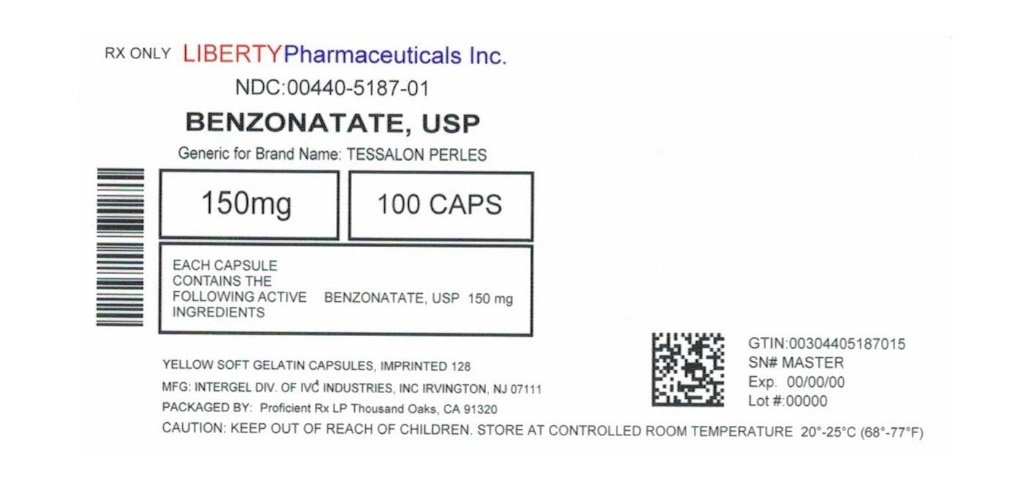 RX ONLY LIBERTYPharmaceuticals Inc.
NDC:00440-5187-01
BENZONATATE, USP
Generic for Brand Name: TESSALON PERLES
150mg
100 CAPS
EACH CAPSULE
CONTAINS THE
FOLLOWING ACTIVE BENZONATATE, USP 150 mg
INGREDIENTS
YELLOW SOFT GELATIN CAPSULES, IMPRINTED 128
MFG: INTERGEL DIV. OF IVC INDUSTRIES, INC IRVINGTON, NJ 07111
PACKAGED BY: Proficient Rx LP Thousand Oaks, CA 91320
CAUTION: KEEP OUT OF REACH OF CHILDREN. STORE AT CONTROLLED ROOM TEMPERATURE 20°-25°C (68°-77°F)
GTIN:00304405187015
SN# MASTER
Exp. 00/00/00
Lot #:00000